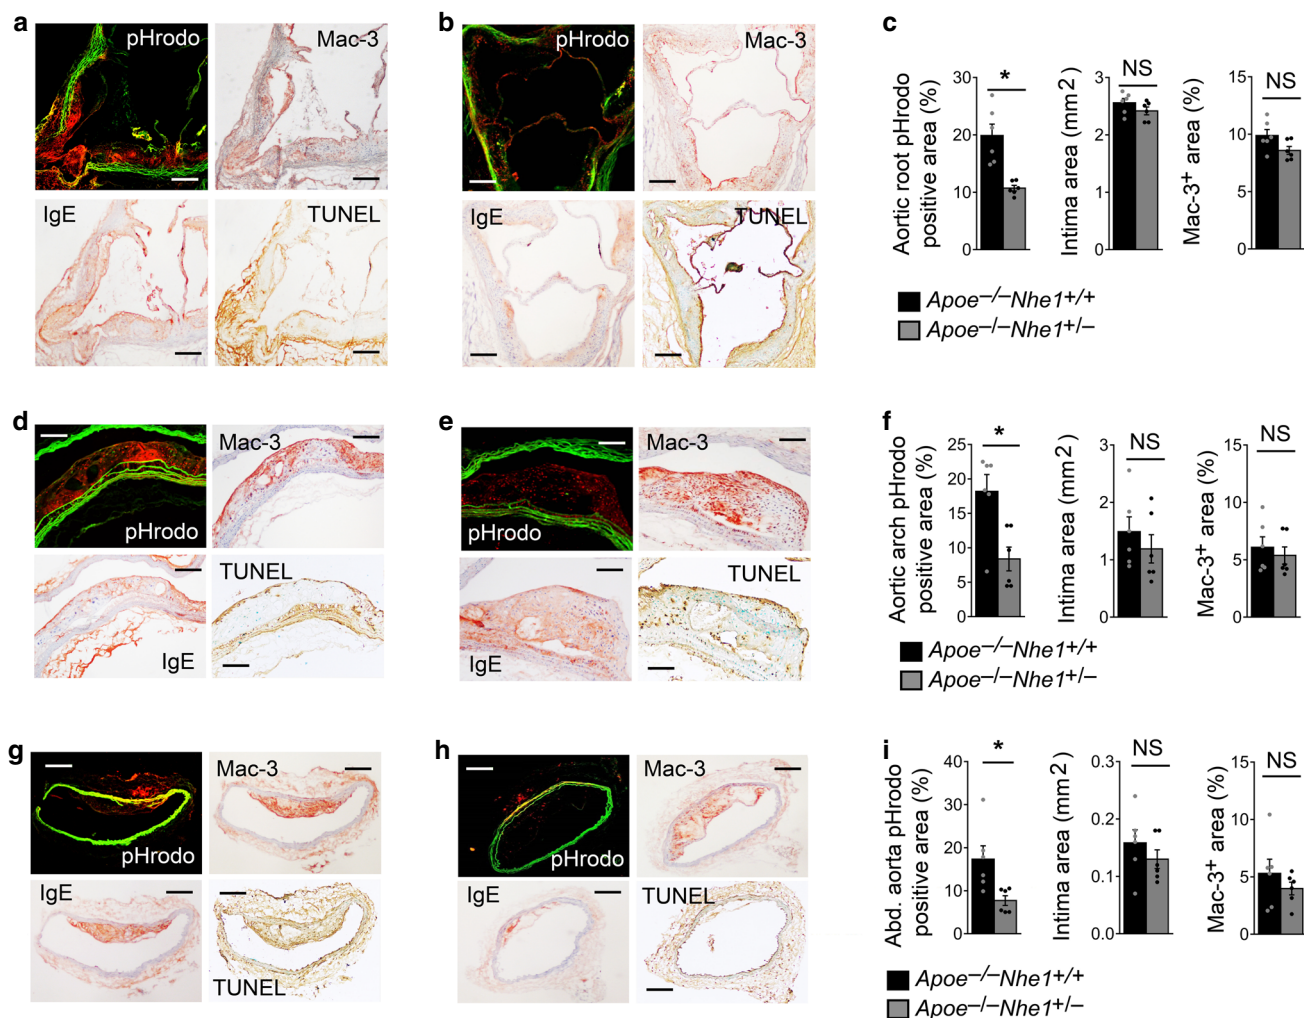 a
pHrodo
Mac-3
IgE
TUNEL
b
pHrodo
Mac-3
IgE
TUNEL
c
Aortic root pHrodo
positive area (%)
30
20
10
0
*
Intima area (mm2)
3
2
1
0
NS
Mac-3+ area (%)
15
10
5
0
NS
Apoe–/–Nhe1+/+
Apoe–/–Nhe1+/–
d
pHrodo
Mac-3
IgE
TUNEL
e
pHrodo
Mac-3
IgE
TUNEL
f
Aortic arch pHrodo
positive area (%)
25
20
15
10
5
0
*
Intima area (mm2)
3
2
1
0
NS
Mac-3+ area (%)
15
10
5
0
NS
Apoe–/–Nhe1+/+
Apoe–/–Nhe1+/–
g
pHrodo
Mac-3
IgE
TUNEL
h
pHrodo
Mac-3
IgE
TUNEL
i
Abd. aorta pHrodo
positive area (%)
40
30
20
10
0
*
Intima area (mm2)
0.3
0.2
0.1
0.0
NS
Mac-3+ area (%)
15
10
5
0
NS
Apoe–/–Nhe1+/+
Apoe–/–Nhe1+/–